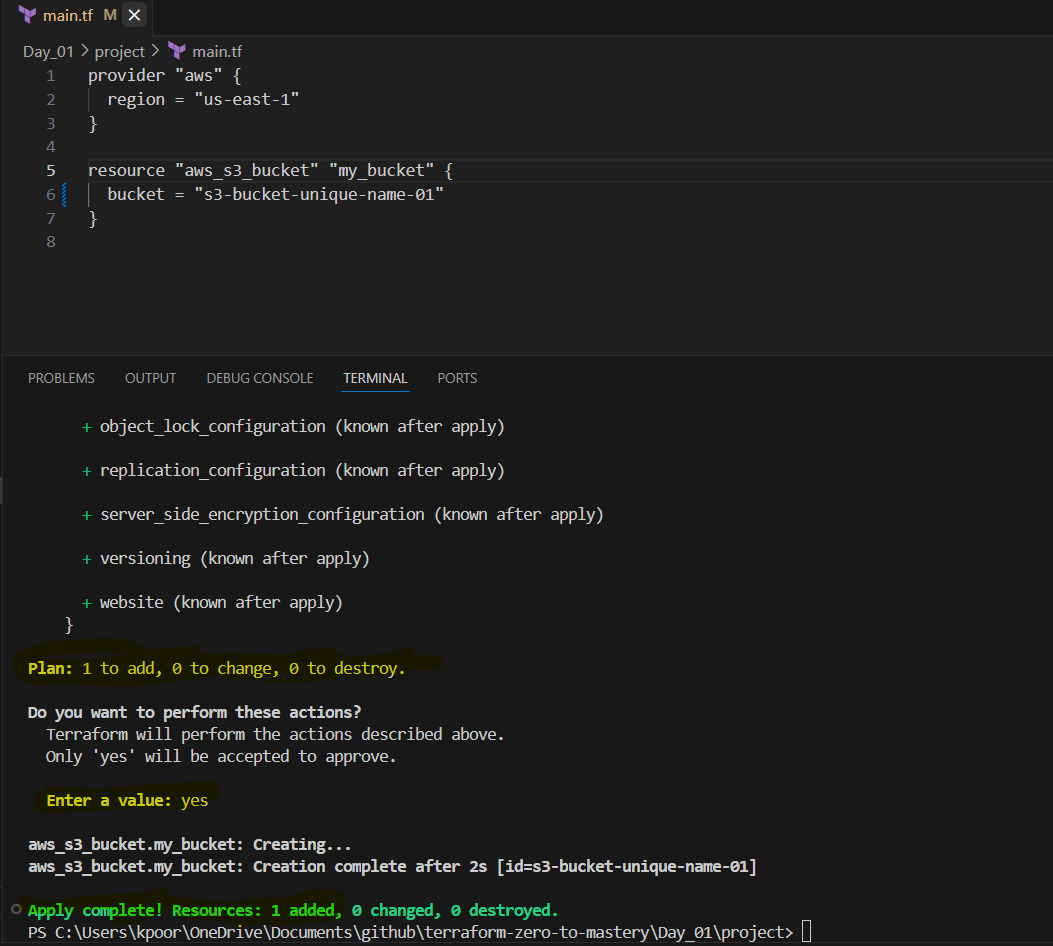 main.tf M
Day_01 > project > main.tf
1 provider "aws" {
2   region = "us-east-1"
3 }
4
5 resource "aws_s3_bucket" "my_bucket" {
6   bucket = "s3-bucket-unique-name-01"
7 }
8
PROBLEMS OUTPUT DEBUG CONSOLE TERMINAL PORTS
+ object_lock_configuration (known after apply)
+ replication_configuration (known after apply)
+ server_side_encryption_configuration (known after apply)
+ versioning (known after apply)
+ website (known after apply)
}
Plan: 1 to add, 0 to change, 0 to destroy.
Do you want to perform these actions?
Terraform will perform the actions described above.
Only 'yes' will be accepted to approve.
Enter a value: yes
aws_s3_bucket.my_bucket: Creating...
aws_s3_bucket.my_bucket: Creation complete after 2s [id=s3-bucket-unique-name-01]
Apply complete! Resources: 1 added, 0 changed, 0 destroyed.
PS C:\Users\kpoor\OneDrive\Documents\github\terraform-zero-to-mastery\Day_01\project>